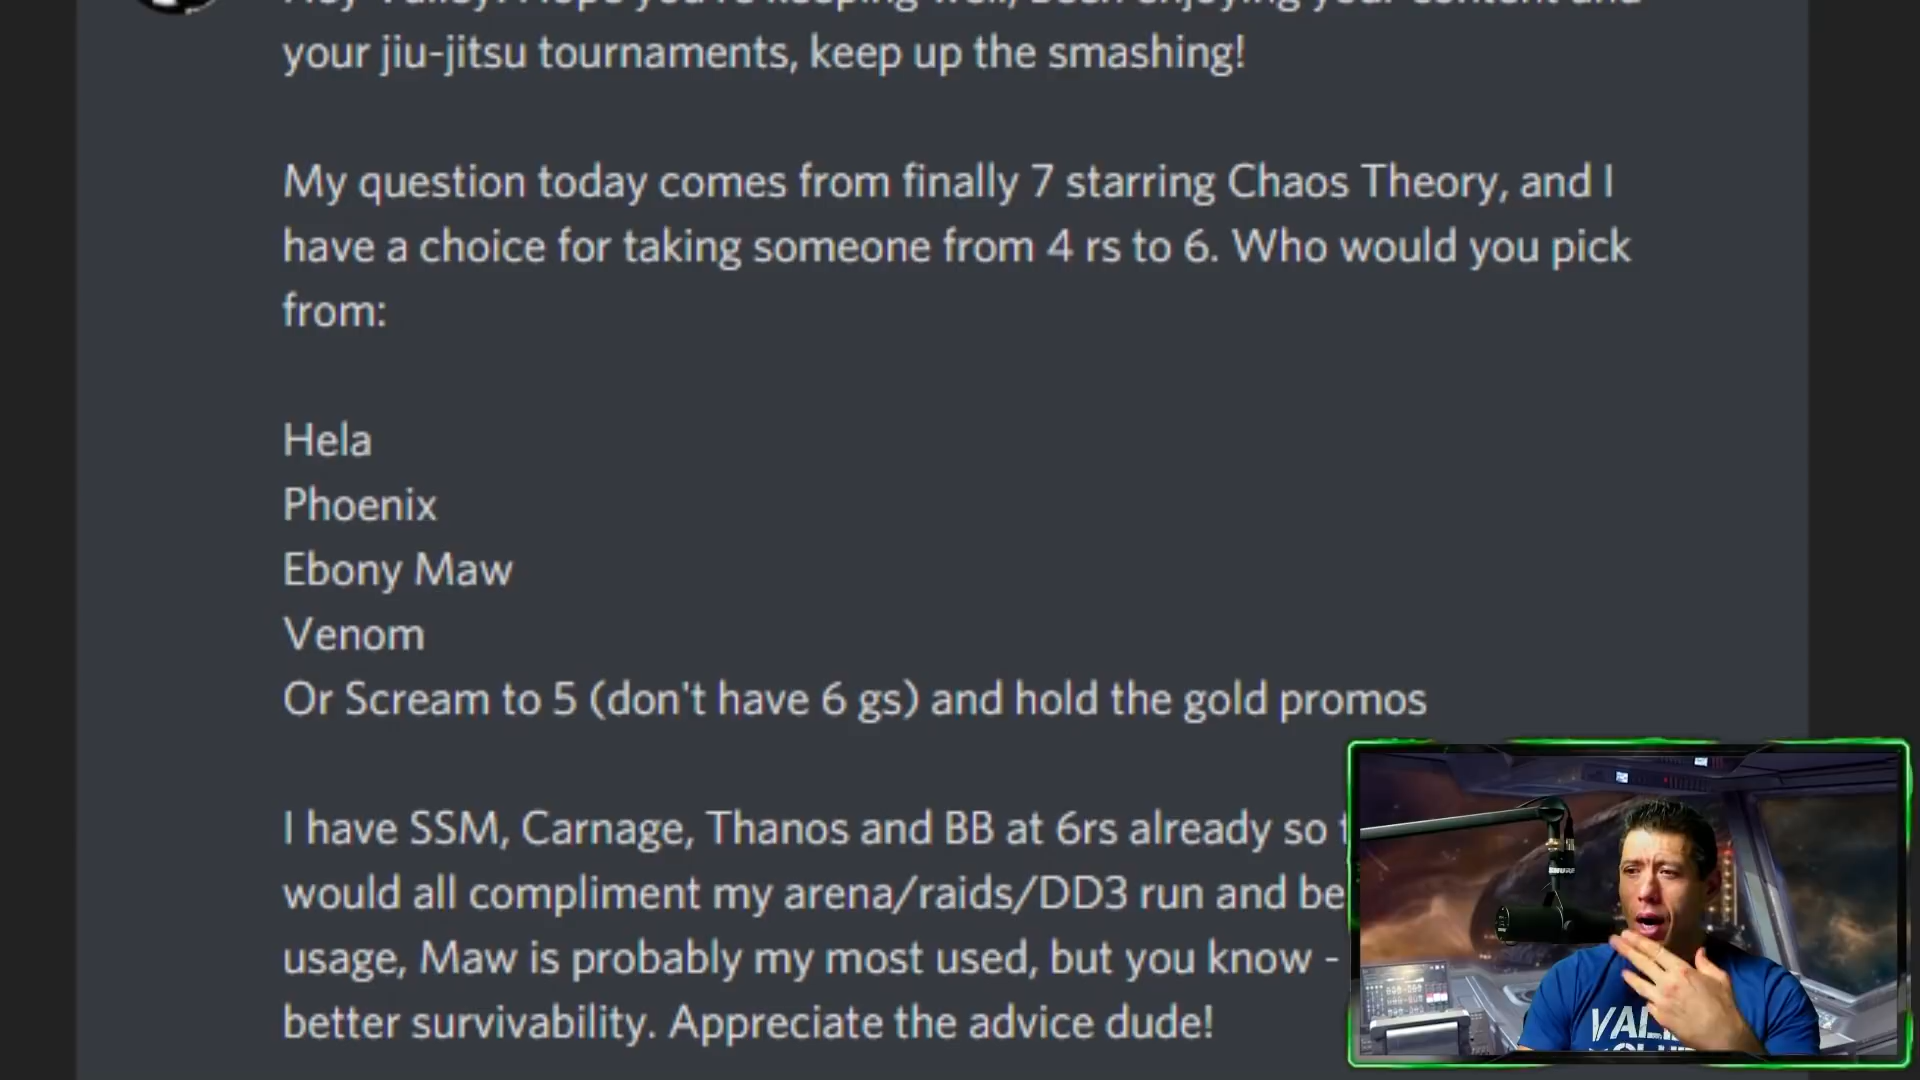 your jiu-jitsu tournaments, keep up the smashing!
My question today comes from finally 7 starring Chaos Theory, and I
have a choice for taking someone from 4 rs to 6. Who would you pick
from:
Hela
Phoenix
Ebony Maw
Venom
Or Scream to 5 (don't have 6 gs) and hold the gold promos
I have SSM, Carnage, Thanos and BB at 6rs already so
would all compliment my arena/raids/DD3 run and be
usage, Maw is probably my most used, but you know -
better survivability. Appreciate the advice dude!